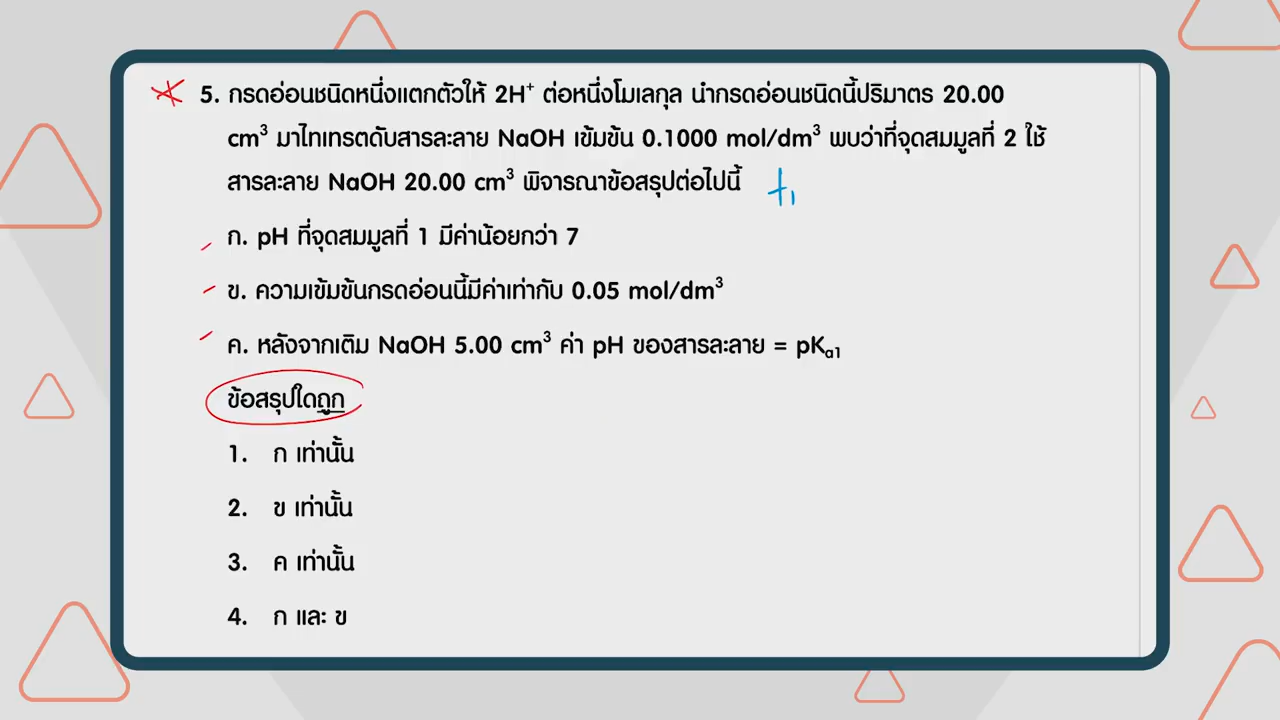 5. กรดอ่อนชนิดหนึ่งแตกตัวให้ 2H⁺ ต่อหนึ่งโมเลกุล นำกรดอ่อนชนิดนี้ปริมาตร 20.00
cm³ มาไทเทรตดับสารละลาย NaOH เข้มข้น 0.1000 mol/dm³ พบว่าที่จุดสมมูลที่ 2 ใช้
สารละลาย NaOH 20.00 cm³ พิจารณาข้อสรุปต่อไปนี้
ก. pH ที่จุดสมมูลที่ 1 มีค่าน้อยกว่า 7
ข. ความเข้มข้นกรดอ่อนนี้มีค่าเท่ากับ 0.05 mol/dm³
ค. หลังจากเติม NaOH 5.00 cm³ ค่า pH ของสารละลาย = pKₐ₁
ข้อสรุปใดถูก
1. ก เท่านั้น
2. ข เท่านั้น
3. ค เท่านั้น
4. ก และ ข